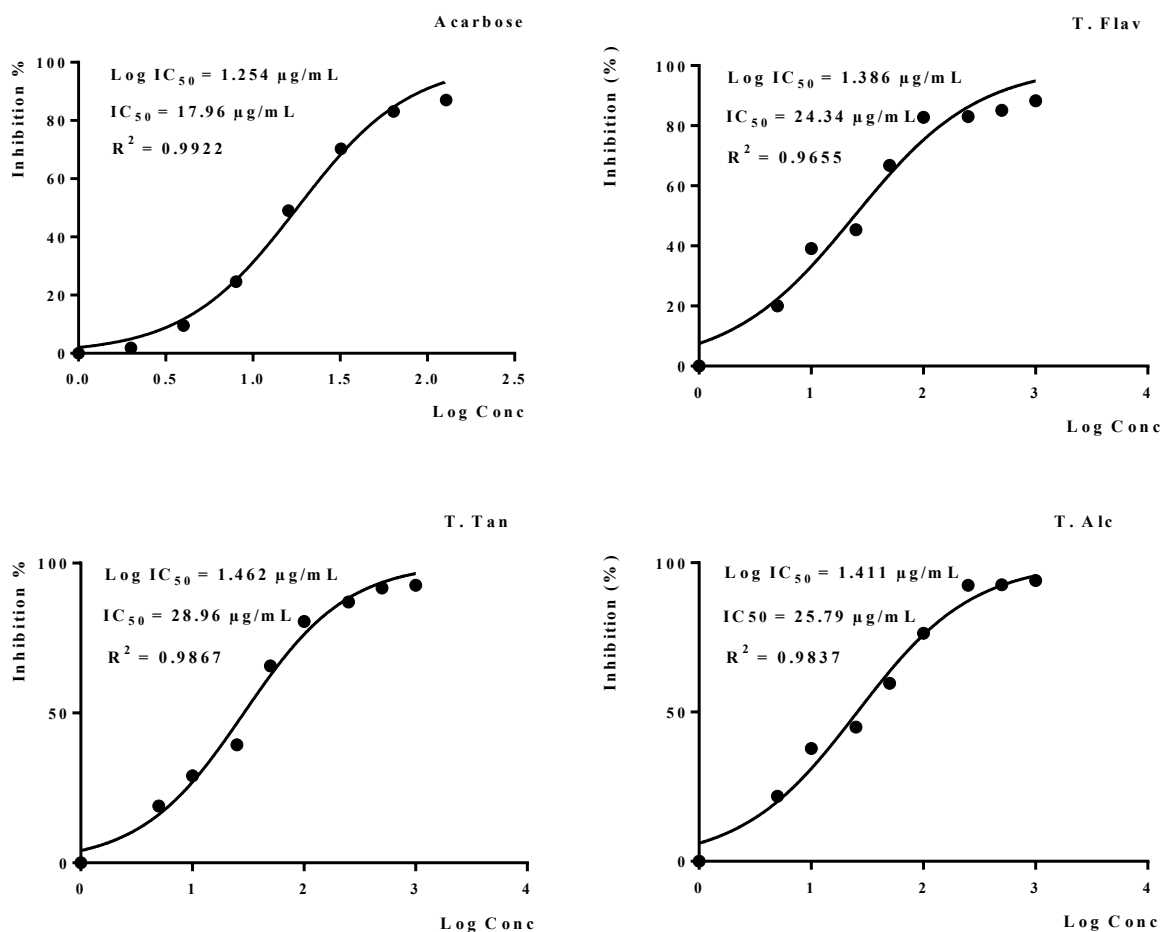 Acarbose
Inhibition %
100
80
60
40
20
0
Log IC50 = 1.254 µg/mL
IC50 = 17.96 µg/mL
R2 = 0.9922
0.0 0.5 1.0 1.5 2.0 2.5
Log Conc
T. Flav
Inhibition (%)
100
80
60
40
20
0
Log IC50 = 1.386 µg/mL
IC50 = 24.34 µg/mL
R2 = 0.9655
0 1 2 3 4
Log Conc
T. Tan
Inhibition %
100
50
0
Log IC50 = 1.462 µg/mL
IC50 = 28.96 µg/mL
R2 = 0.9867
0 1 2 3 4
Log Conc
T. Alc
Inhibition (%)
100
50
0
Log IC50 = 1.411 µg/mL
IC50 = 25.79 µg/mL
R2 = 0.9837
0 1 2 3 4
Log Conc